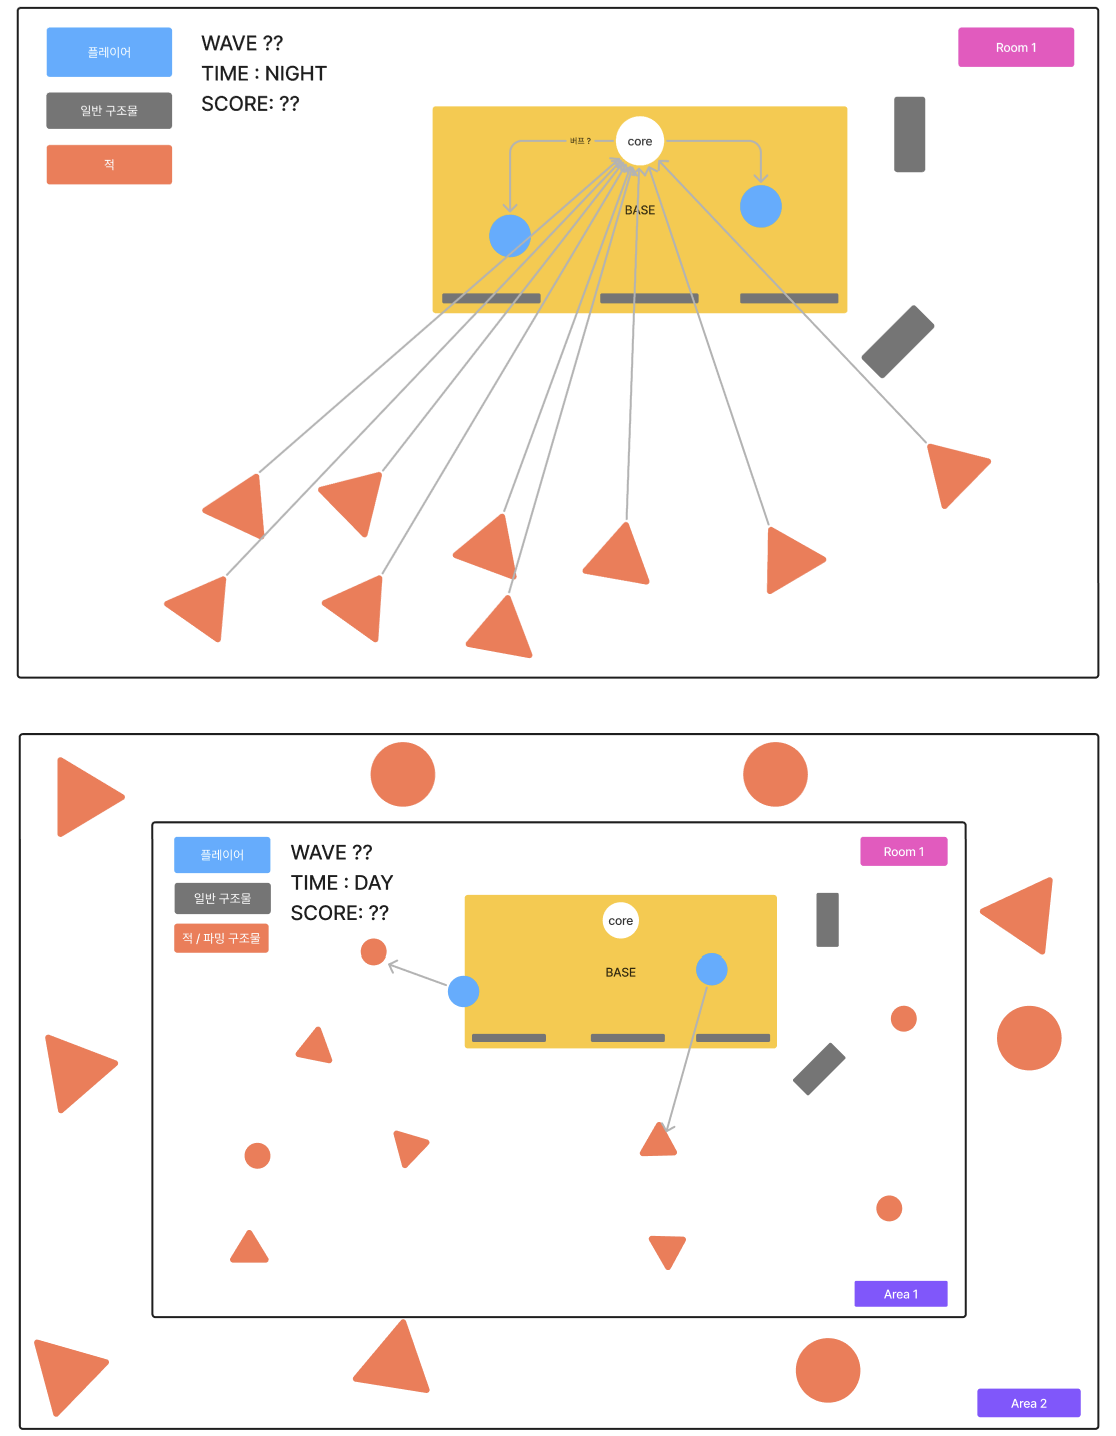 플레이어
일반 구조물
적
WAVE ??
TIME : NIGHT
SCORE: ??
Room 1
버프 ?
core
BASE
플레이어
일반 구조물
적 / 파밍 구조물
WAVE ??
TIME : DAY
SCORE: ??
Room 1
core
BASE
Area 1
Area 2